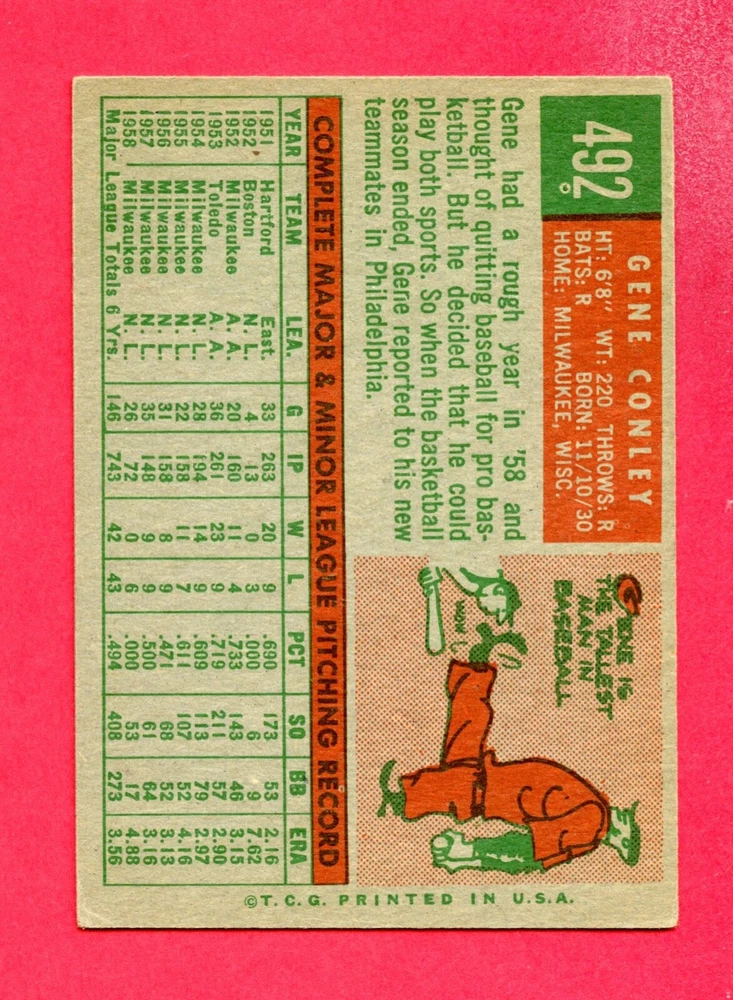 492
GENE CONLEY
HT: 6'8" WT: 220 THROWS: R
BATS: R BORN: 11/10/30
HOME: MILWAUKEE, WISC.
Gene had a rough year in '58 and
thought of quitting baseball for pro bas-
ketball. But he decided that he could
play both sports. So when the basketball
season ended, Gene reported to his new
teammates in Philadelphia.
GENE IS
THE TALLEST
MAN IN
BASEBALL
WOW!
COMPLETE MAJOR & MINOR LEAGUE PITCHING RECORD
YEAR TEAM LEA. G IP W L PCT SO BB ERA
1951 Hartford East. 33 263 20 9 .690 173 53 2.16
1952 Boston N. L. 4 13 0 3 .000 6 9 7.62
1952 Milwaukee A. A. 20 160 11 4 .733 143 46 3.15
1953 Toledo A. A. 36 261 23 9 .719 211 57 2.90
1954 Milwaukee N. L. 28 194 14 9 .609 113 79 2.97
1955 Milwaukee N. L. 22 158 11 7 .611 107 52 4.16
1956 Milwaukee N. L. 31 158 8 9 .471 68 52 3.13
1957 Milwaukee N. L. 35 148 9 9 .500 61 64 3.16
1958 Milwaukee N. L. 26 72 0 6 .000 53 17 4.88
Major League Totals 6 Yrs. 146 743 42 43 .494 408 273 3.56
©T.C.G. PRINTED IN U.S.A.